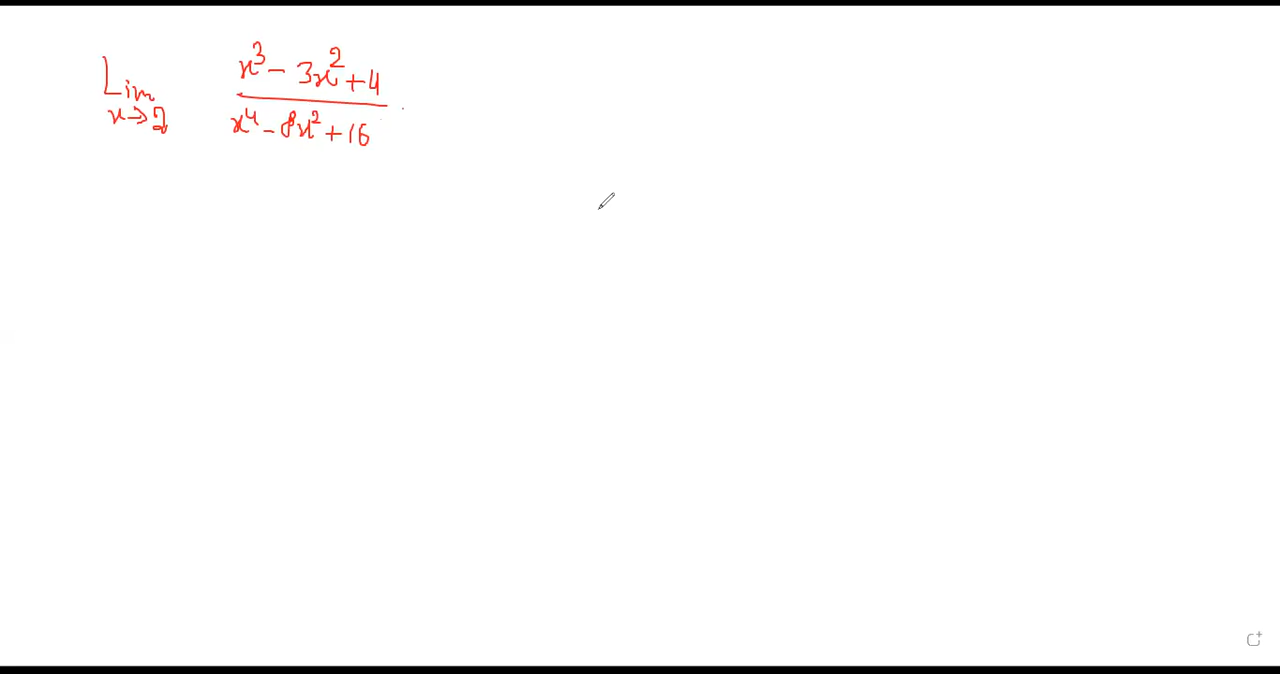 Lim x→2 x³ - 3x² + 4 / x⁴ - 8x² + 16